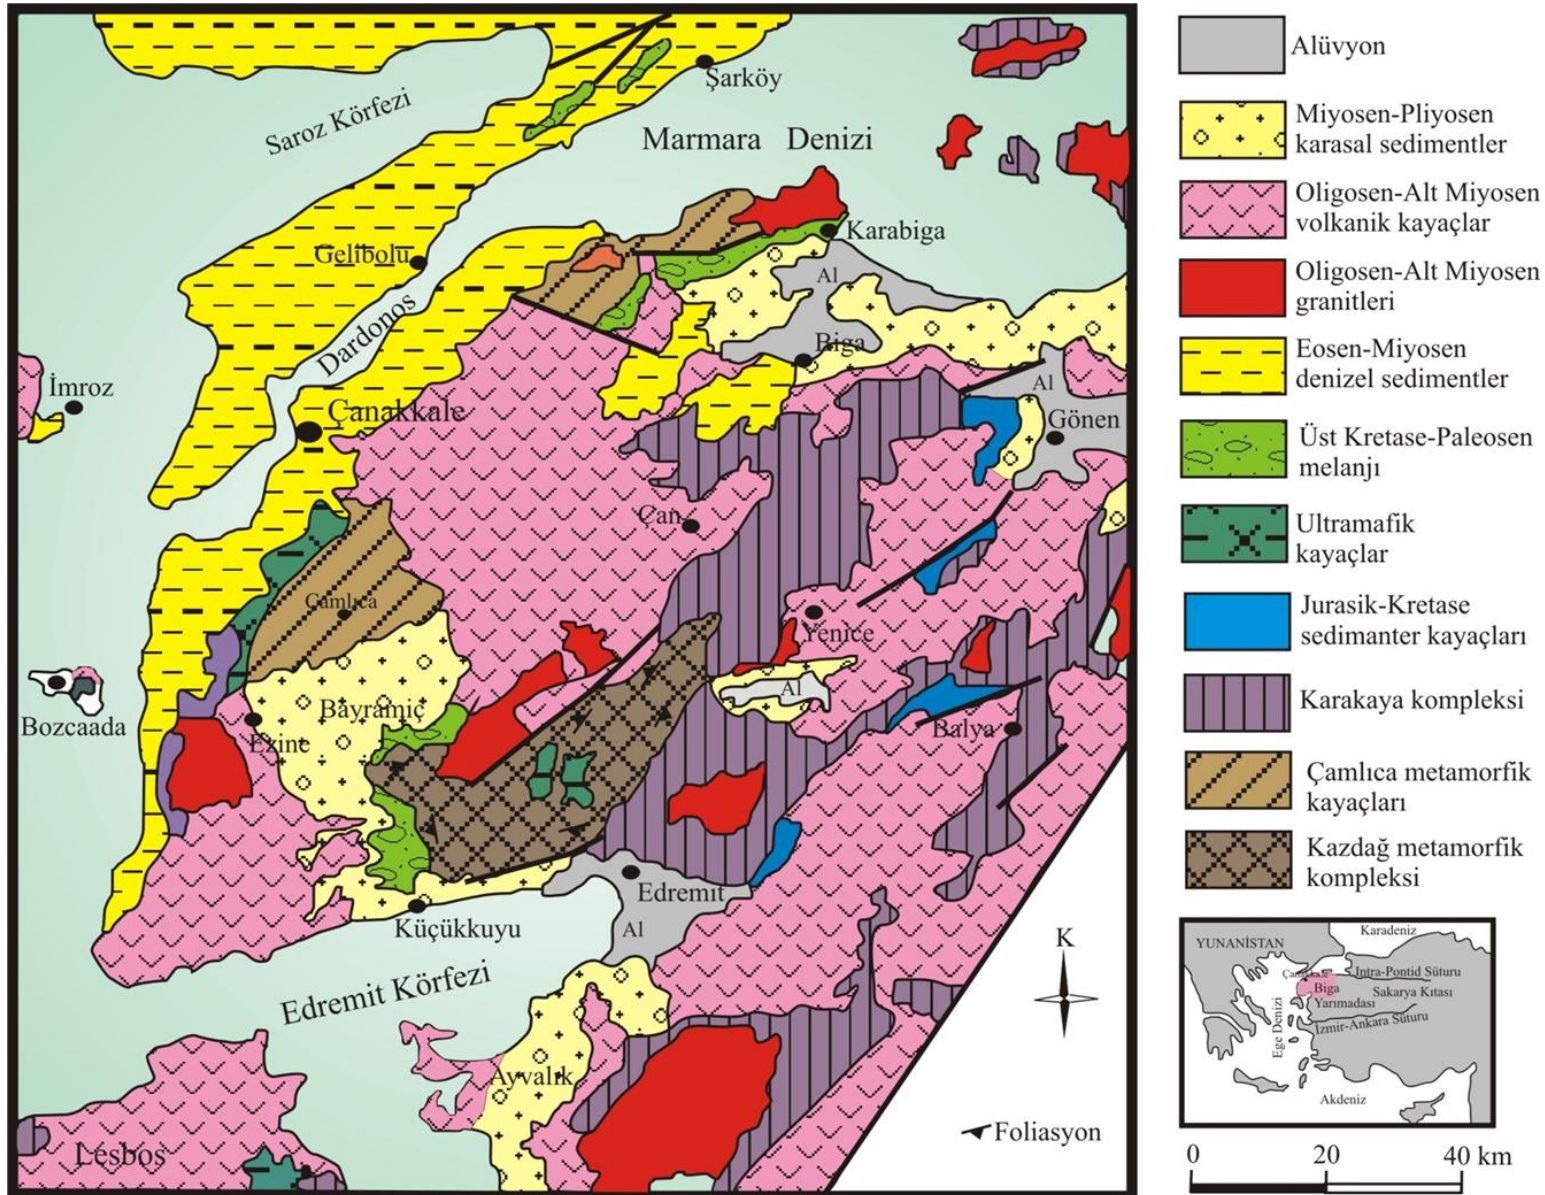 Saroz Körfezi
Şarköy
Marmara Denizi
Karabiga
Gelibolu
Al
Dardonos
Biga
İmroz
Al
Çanakkale
Gönen
Çan
Çamlıca
Yenice
Bozcaada
Bayramiç
Al
Ezine
Balya
Edremit
Küçükkuyu
Al
Edremit Körfezi
K
Ayvalık
Foliasyon
Lesbos
Alüvyon
Miyosen-Pliyosen
karasal sedimentler
Oligosen-Alt Miyosen
volkanik kayaçlar
Oligosen-Alt Miyosen
granitleri
Eosen-Miyosen
denizel sedimentler
Üst Kretase-Paleosen
melanjı
Ultramafik
kayaçlar
Jurasik-Kretase
sedimanter kayaçları
Karakaya kompleksi
Çamlıca metamorfik
kayaçları
Kazdağ metamorfik
kompleksi
YUNANİSTAN
Karadeniz
Çanakkale
Intra-Pontid Süturu
Biga
Yarımadası
Sakarya Kıtası
İzmir-Ankara Süturu
Ege Denizi
Akdeniz
0 20 40 km